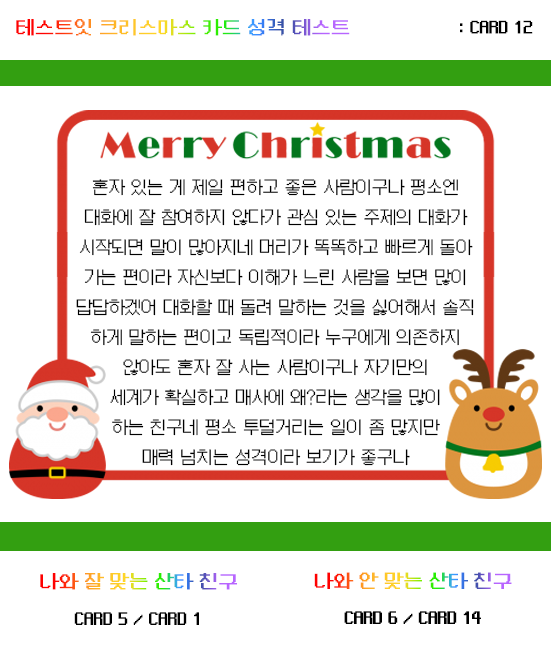 테스트잇 크리스마스 카드 성격 테스트 : CARD 12
Merry Christmas
혼자 있는 게 제일 편하고 좋은 사람이구나 평소엔
대화에 잘 참여하지 않다가 관심 있는 주제의 대화가
시작되면 말이 많아지네 머리가 똑똑하고 빠르게 돌아
가는 편이라 자신보다 이해가 느린 사람을 보면 많이
답답하겠어 대화할 때 돌려 말하는 것을 싫어해서 솔직
하게 말하는 편이고 독립적이라 누구에게 의존하지
않아도 혼자 잘 사는 사람이구나 자기만의
세계가 확실하고 매사에 왜?라는 생각을 많이
하는 친구네 평소 투덜거리는 일이 좀 많지만
매력 넘치는 성격이라 보기가 좋구나
나와 잘 맞는 산타 친구
CARD 5 / CARD 1
나와 안 맞는 산타 친구
CARD 6 / CARD 14